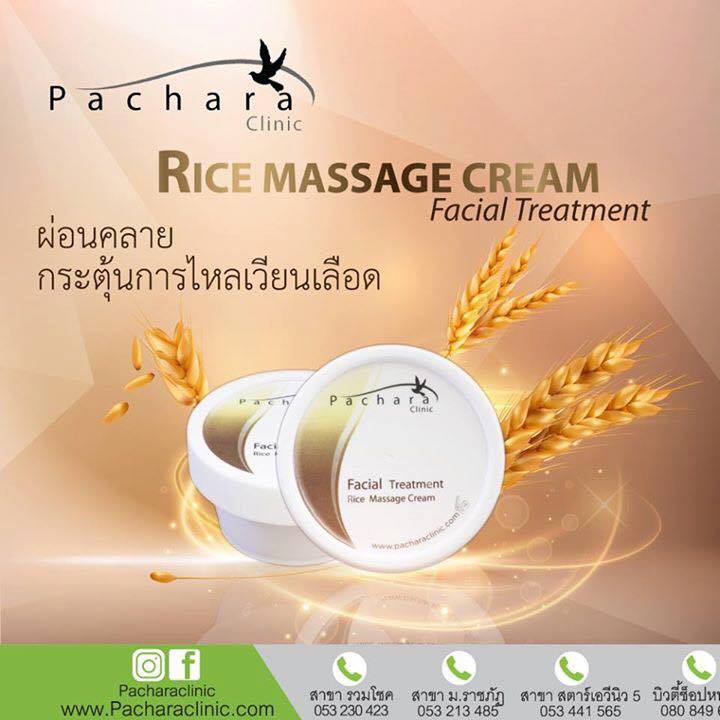 Pachara
Clinic
RICE MASSAGE CREAM
Facial Treatment
ผ่อนคลาย
กระตุ้นการไหลเวียนเลือด
Pachara
Clinic
Facial Treatment
Rice Massage Cream
www.pacharaclinic.com
Pacharaclinic
www.Pacharaclinic.com
สาขา รวมโชค
053 230 423
สาขา ม.ราชภัฏ
053 213 485
สาขา สตาร์เอวีนิว 5
053 441 565
080 849